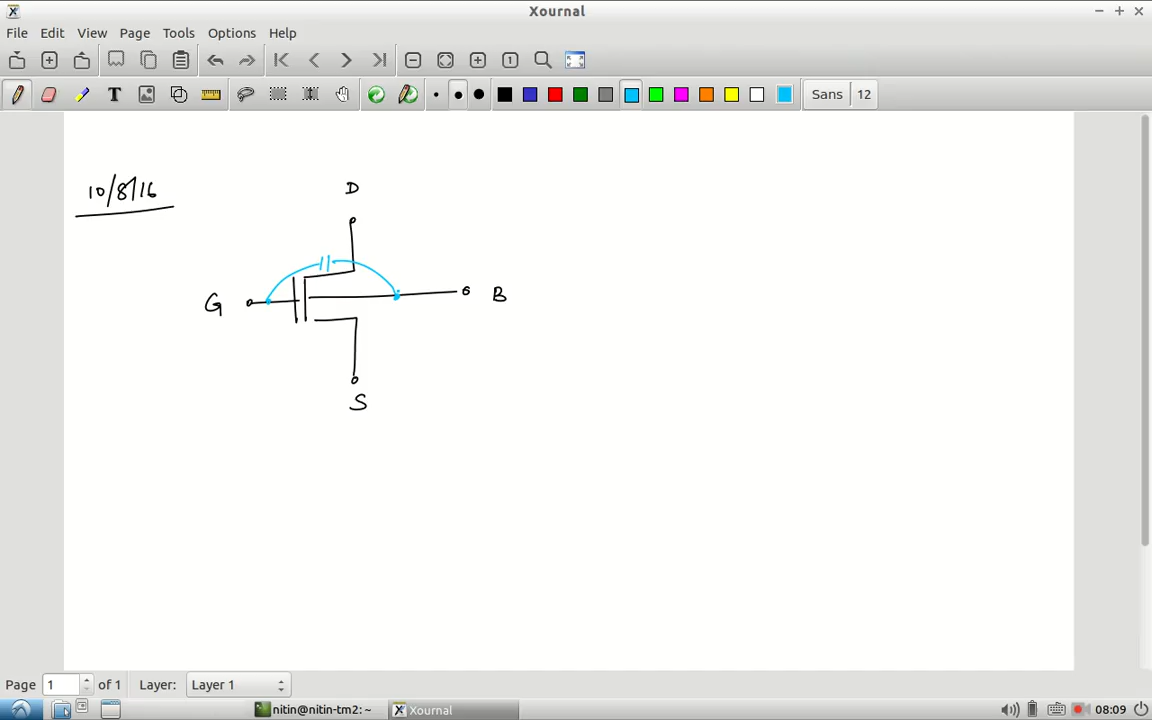 Xournal
File Edit View Page Tools Options Help
Sans 12
10/8/16
D
G
B
S
Page 1 of 1 Layer: Layer 1
nitin@nitin-tm2: ~ Xournal 08:09